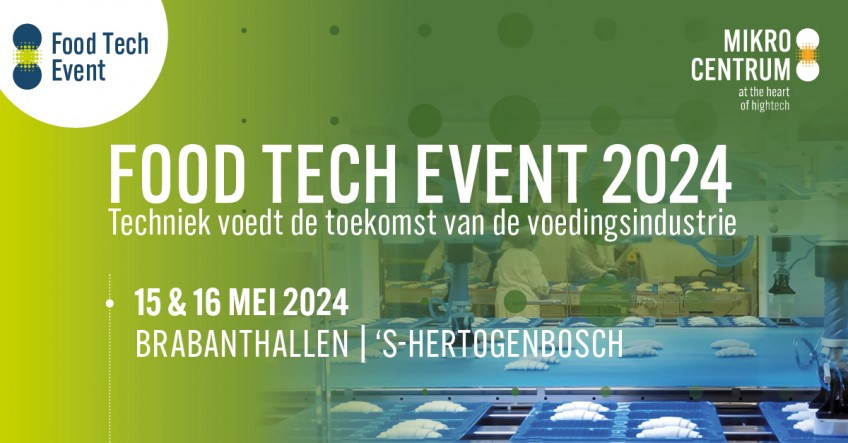 Food Tech
Event
MIKRO
CENTRUM
at the heart
of hightech
FOOD TECH EVENT 2024
Techniek voedt de toekomst van de voedingsindustrie
15 & 16 MEI 2024
BRABANTHALLEN | ‘S-HERTOGENBOSCH